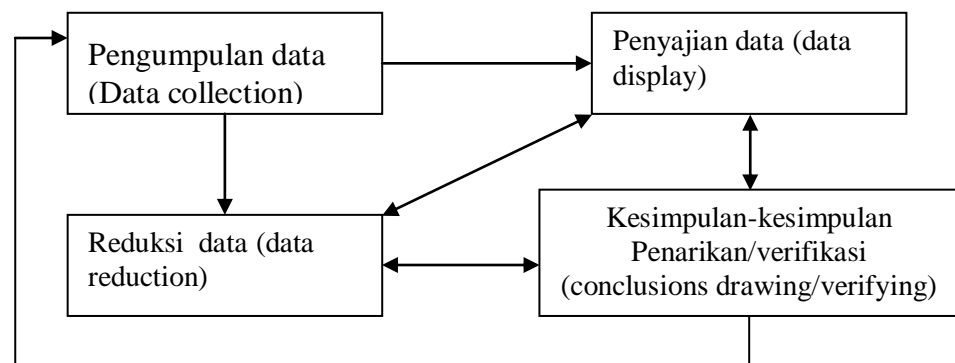 Pengumpulan data
(Data collection)
Penyajian data (data
display)
Reduksi data (data
reduction)
Kesimpulan-kesimpulan
Penarikan/verifikasi
(conclusions drawing/verifying)